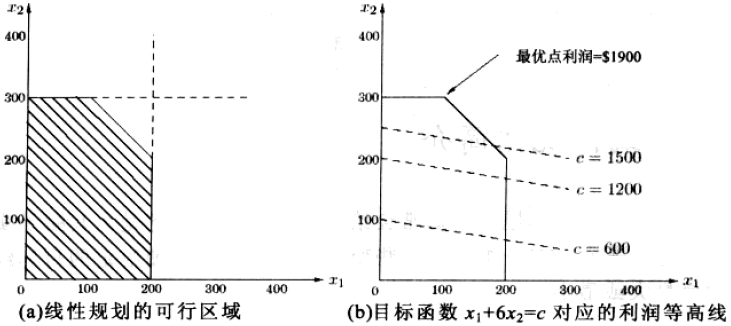 x₂
400
300
200
100
0
100
200
300
400
x₁
(a)线性规划的可行区域
x₂
400
最优点利润=$1900
300
200
100
c = 1500
c = 1200
c = 600
0
100
200
300
400
x₁
(b)目标函数 x₁+6x₂=c 对应的利润等高线